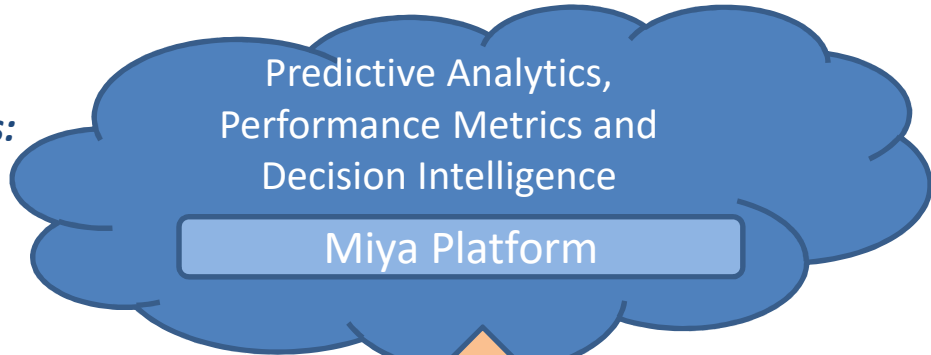 Predictive Analytics,
s:
Performance Metrics and
Decision Intelligence
Miya Platform